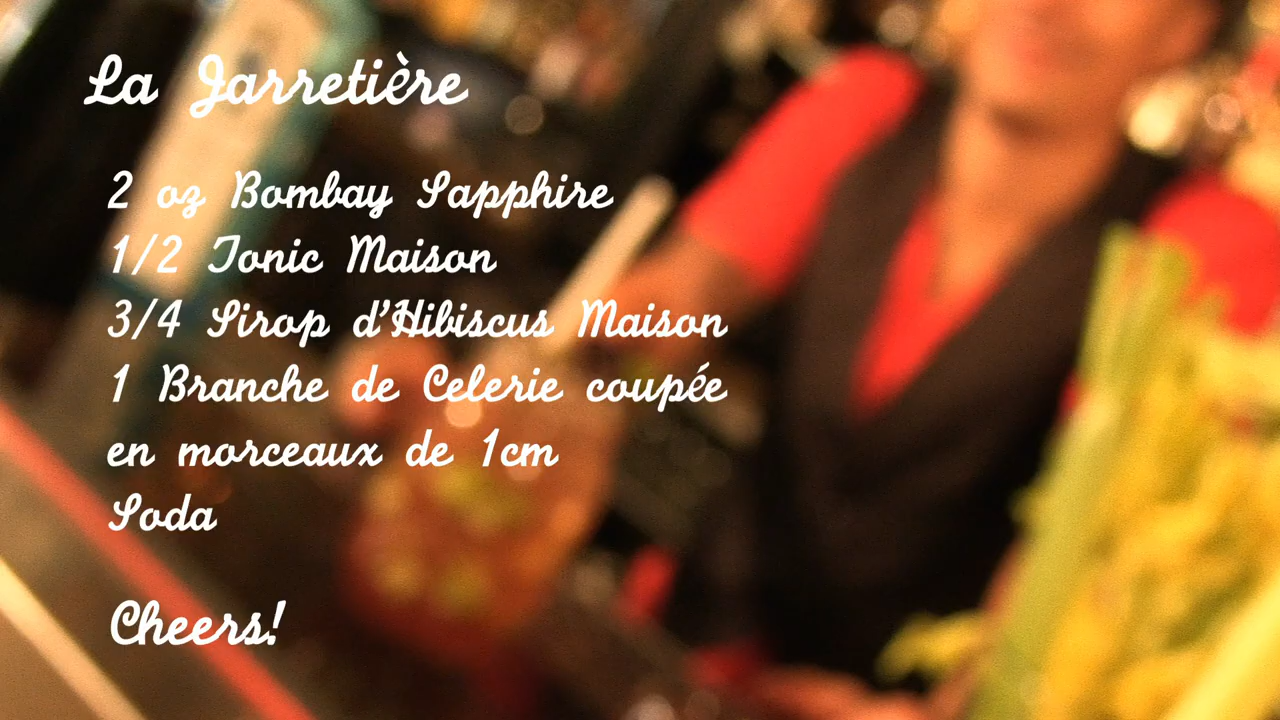 La Jarretière
2 oz Bombay Sapphire
1/2 Tonic Maison
3/4 Sirop d'Hibiscus Maison
1 Branche de Celerie coupée
en morceaux de 1cm
Soda
Cheers!